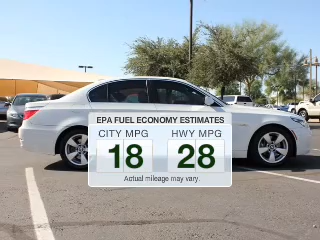 EPA FUEL ECONOMY ESTIMATES
CITY MPG HWY MPG
18 28
Actual mileage may vary.